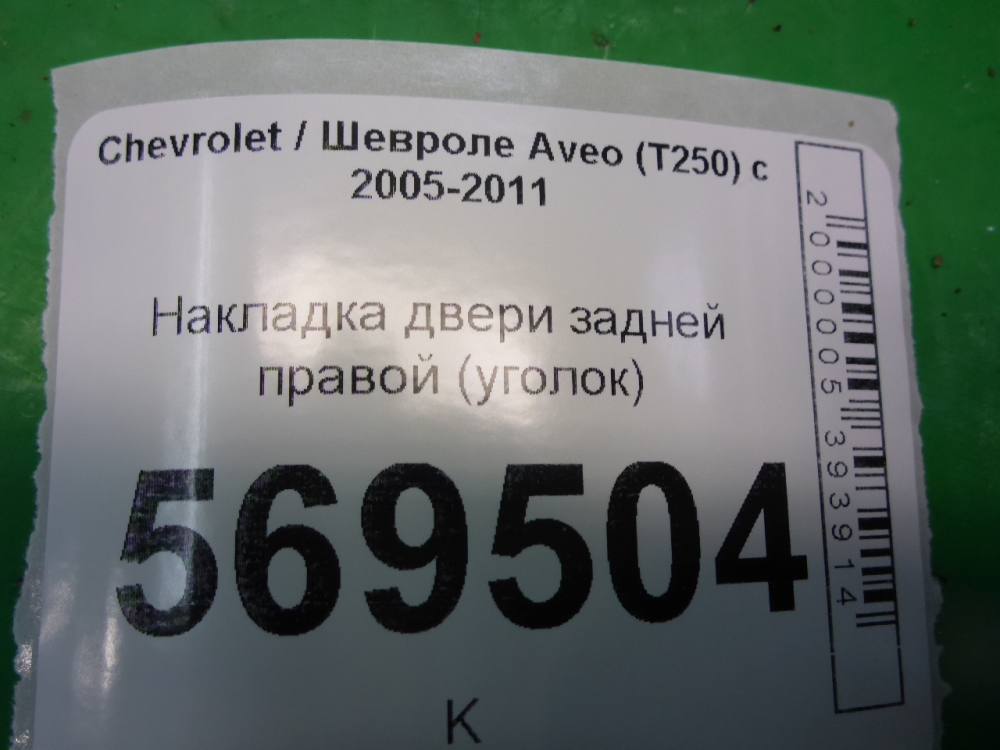 Chevrolet / Шевроле Aveo (T250) с
2005-2011
Накладка двери задней
правой (уголок)
569504
К
2000005393914